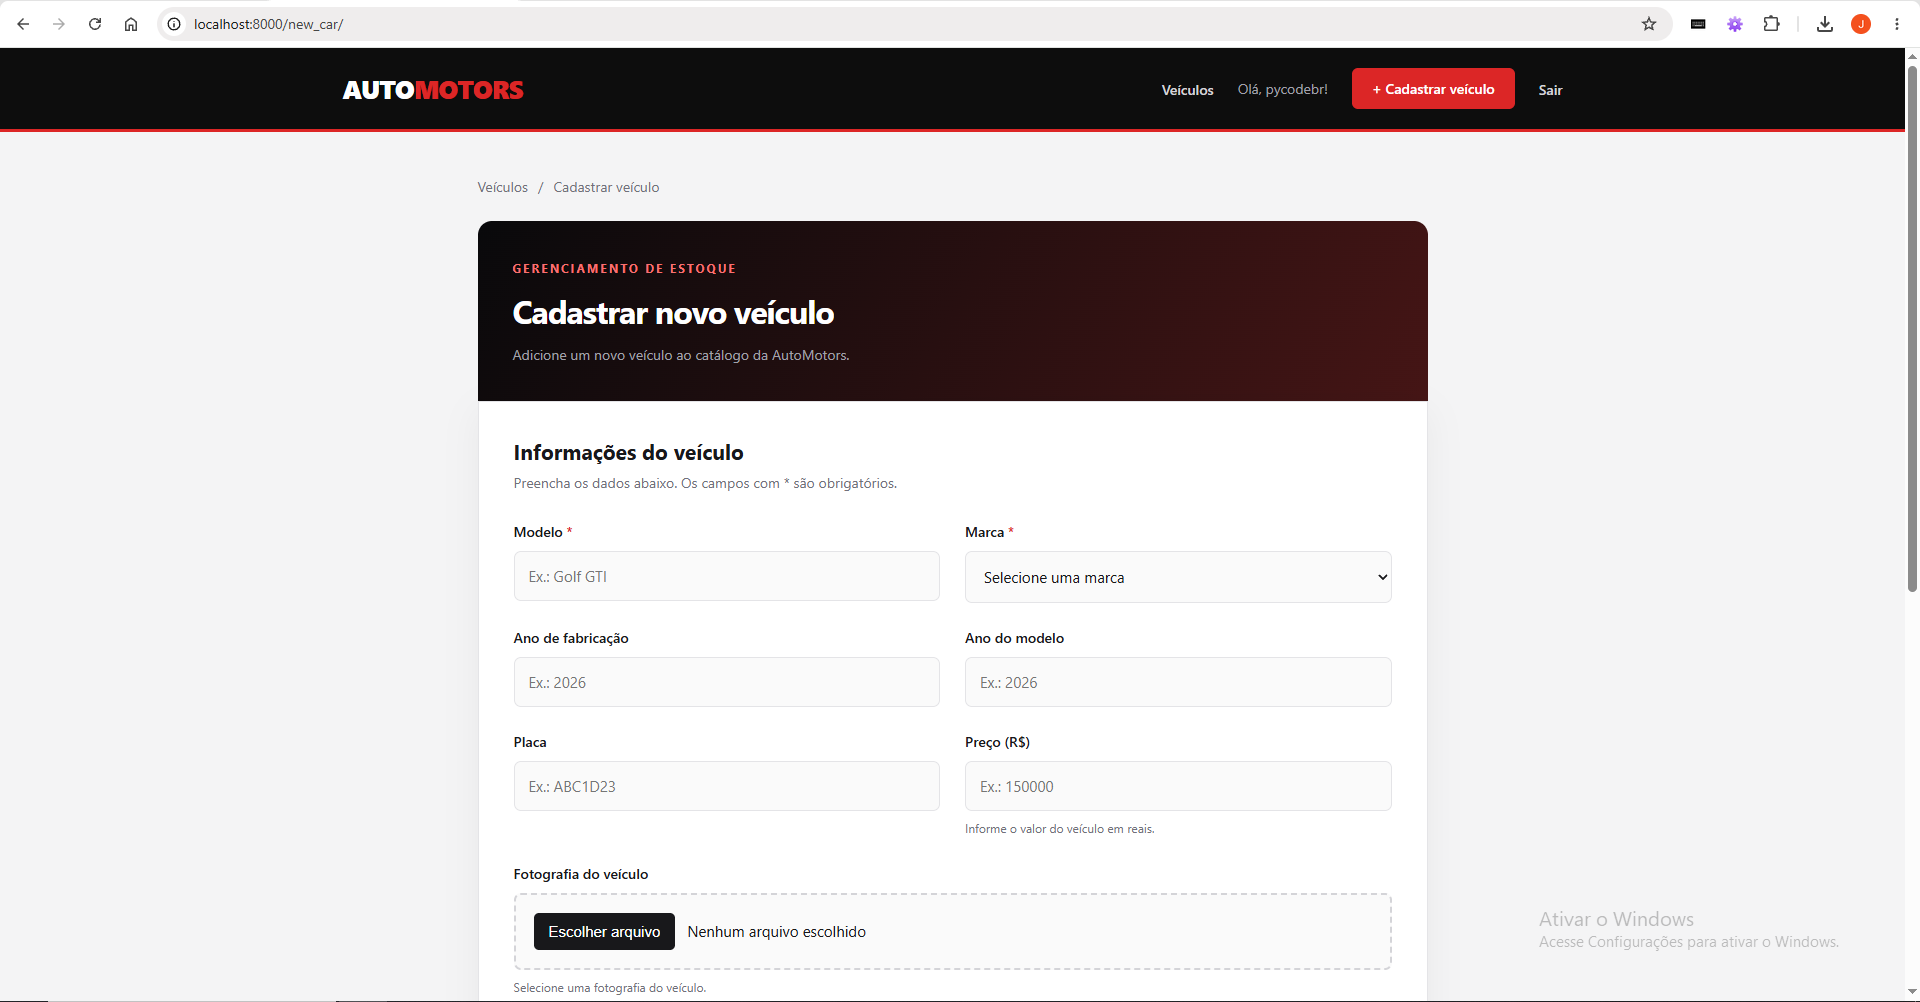 localhost:8000/new_car/
J
AUTOMOTORS
Veículos
Olá, pycodebr!
+ Cadastrar veículo
Sair
Veículos / Cadastrar veículo
GERENCIAMENTO DE ESTOQUE
Cadastrar novo veículo
Adicione um novo veículo ao catálogo da AutoMotors.
Informações do veículo
Preencha os dados abaixo. Os campos com * são obrigatórios.
Modelo *
Marca *
Ex.: Golf GTI
Selecione uma marca
Ano de fabricação
Ano do modelo
Ex.: 2026
Ex.: 2026
Placa
Preço (R$)
Ex.: ABC1D23
Ex.: 150000
Informe o valor do veículo em reais.
Fotografia do veículo
Escolher arquivo
Nenhum arquivo escolhido
Selecione uma fotografia do veículo.
Ativar o Windows
Acesse Configurações para ativar o Windows.